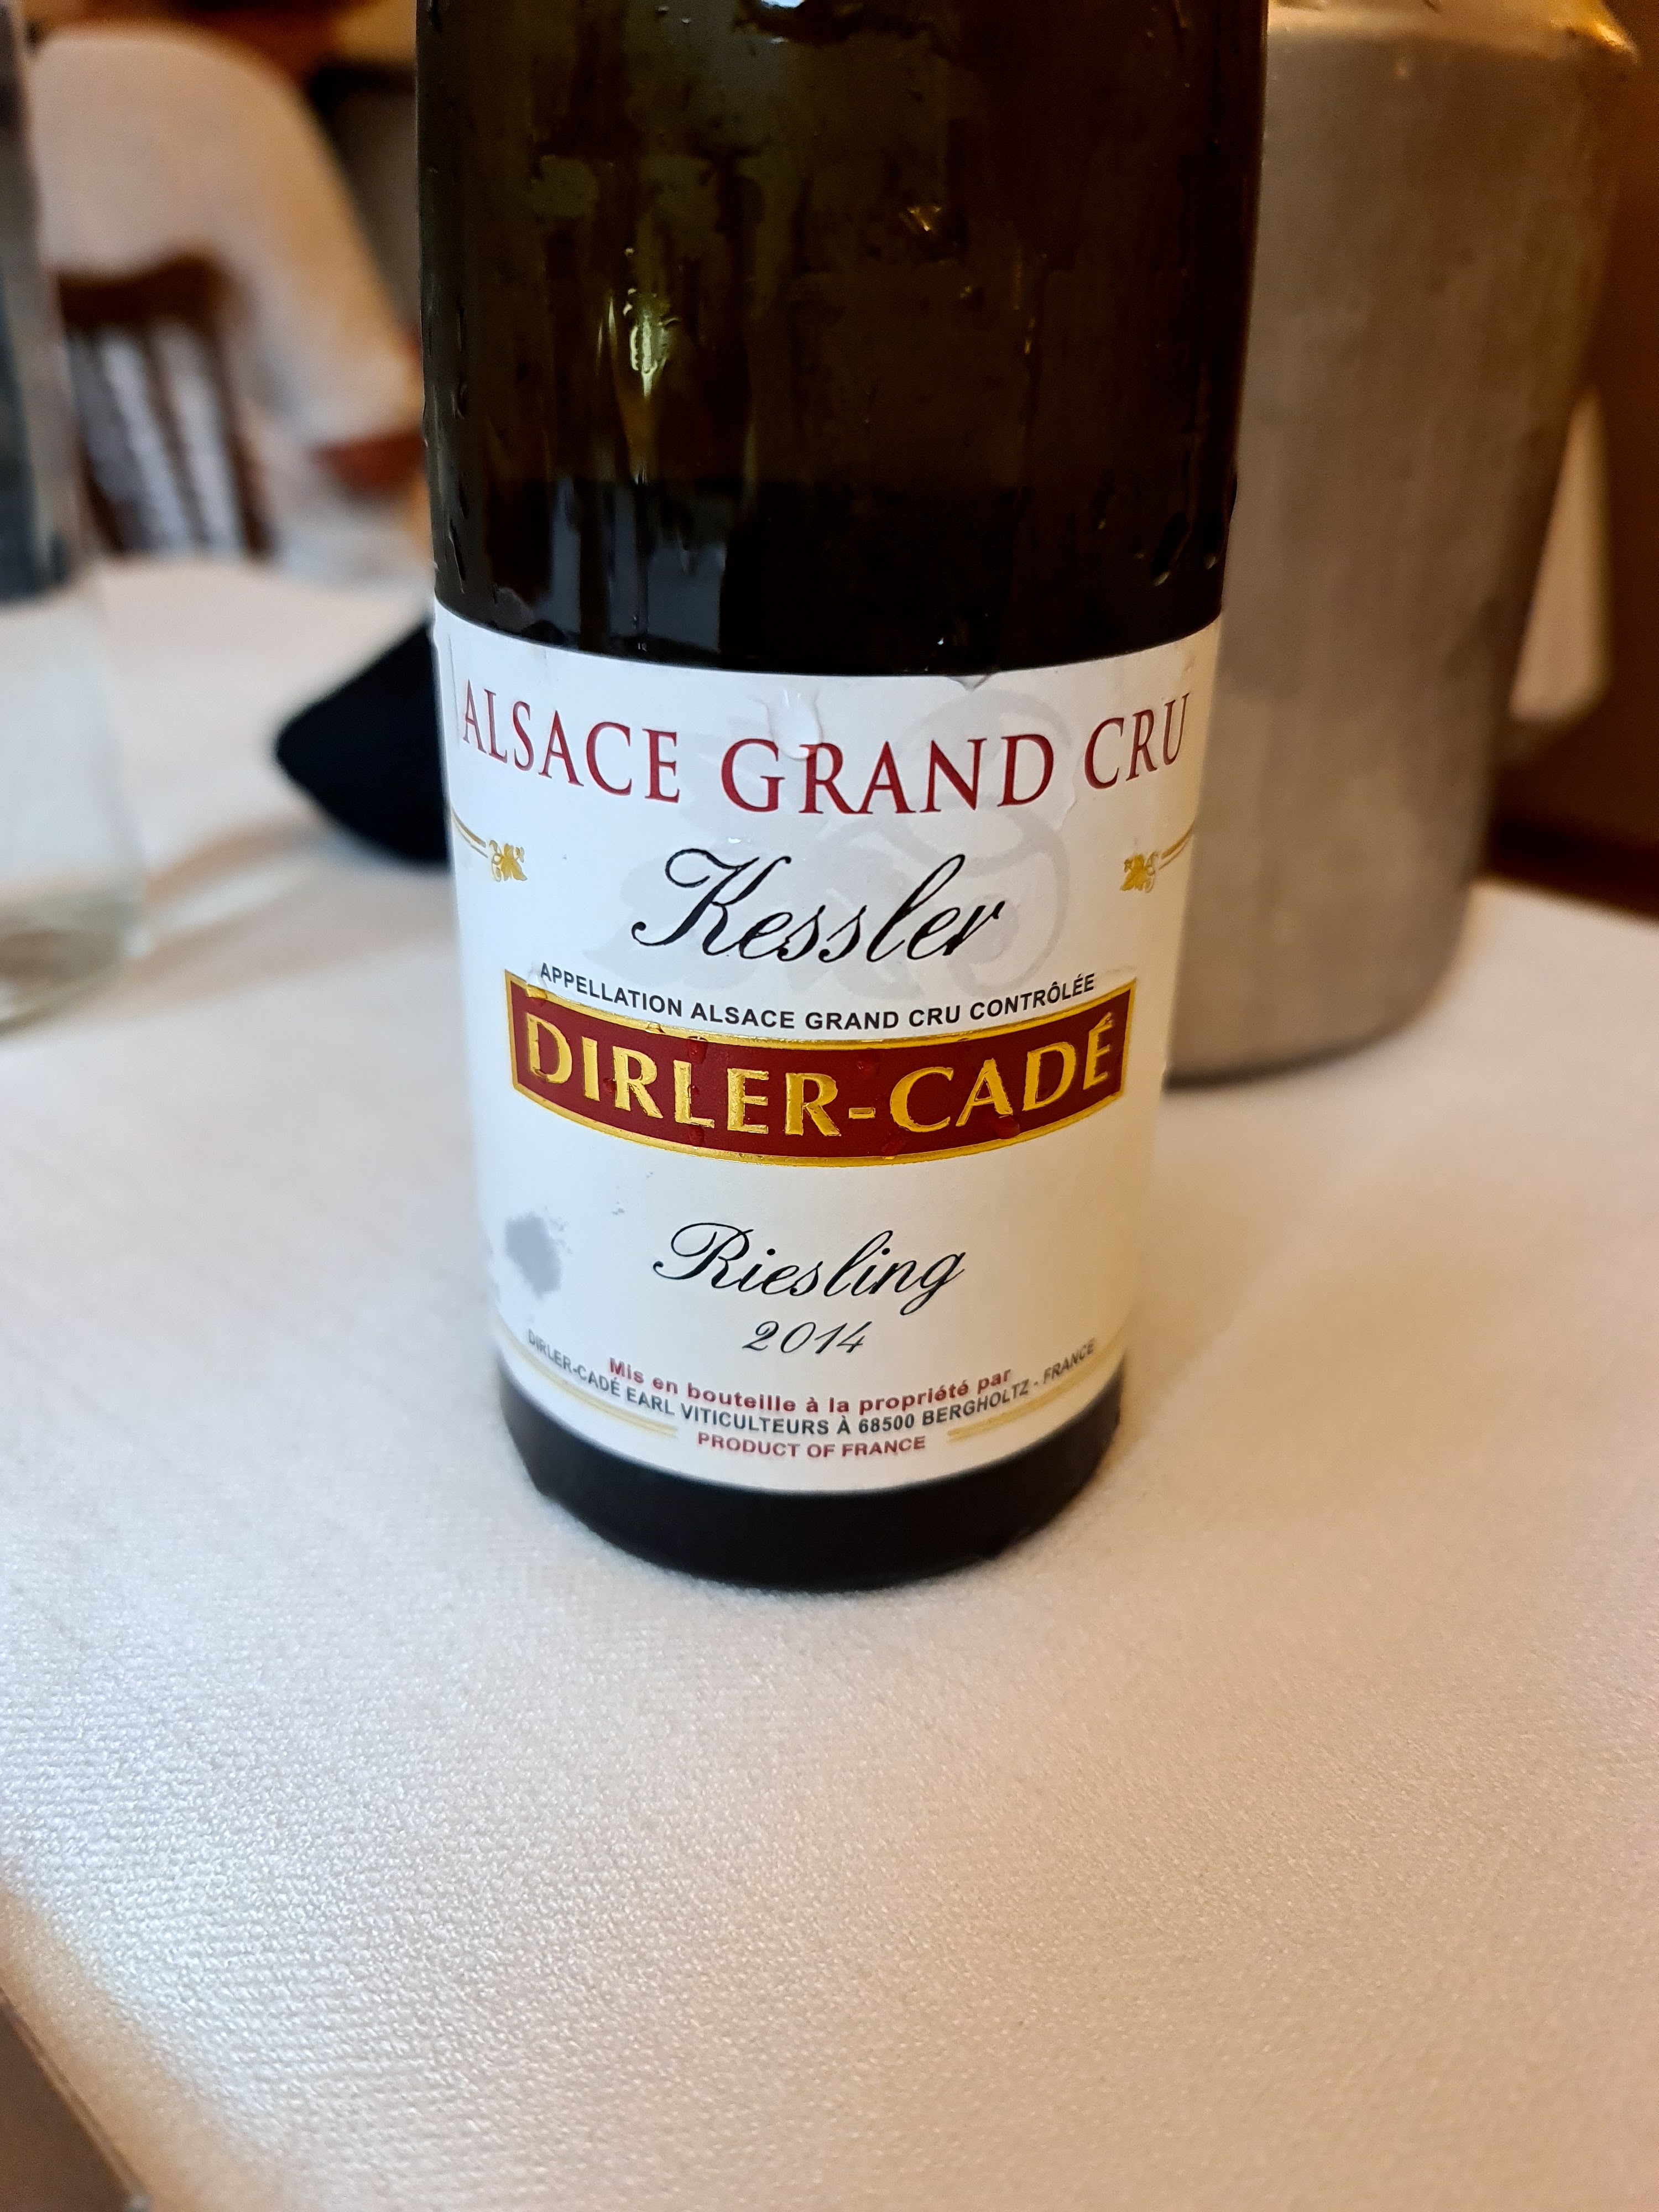 ALSACE GRAND CRU
Kessler
APPELLATION ALSACE GRAND CRU CONTRÔLÉE
DIRLER-CADÉ
Riesling
2014
Mis en bouteille à la propriété par
DIRLER-CADÉ EARL VITICULTEURS À 68500 BERGHOLTZ - FRANCE
PRODUCT OF FRANCE